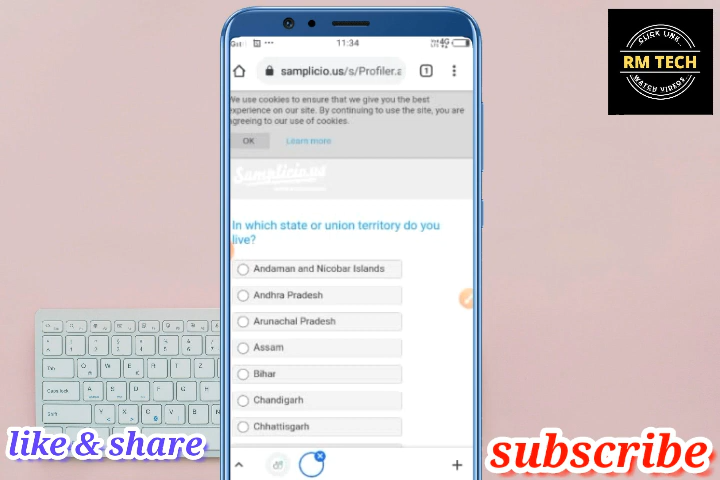 11:34
samplicio.us/s/Profiler.a
1
We use cookies to ensure that we give you the best
experience on our site. By continuing to use the site, you are
agreeing to our use of cookies.
OK
Learn more
Samplicio.us
In which state or union territory do you
live?
Andaman and Nicobar Islands
Andhra Pradesh
Arunachal Pradesh
Assam
Bihar
Chandigarh
Chhattisgarh
CLICK LINK..
RM TECH
WATCH VIDEOS
like & share
subscribe